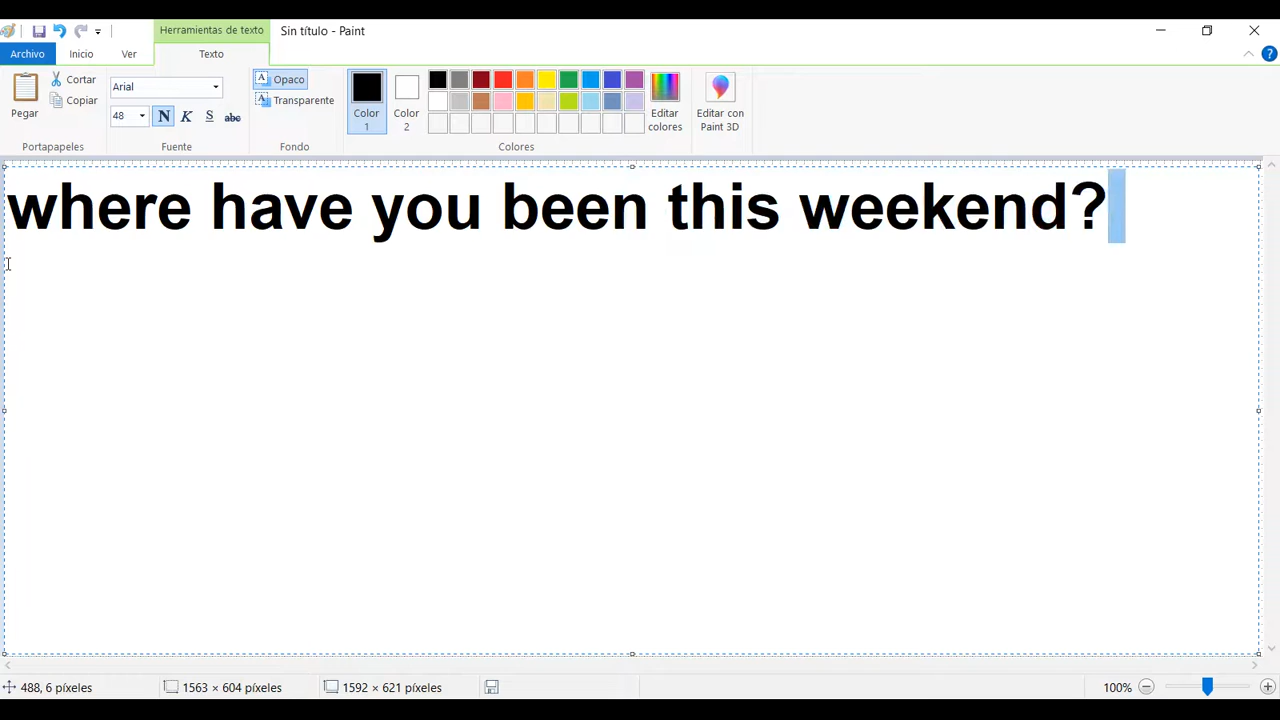 Herramientas de texto
Sin título - Paint
Archivo
Inicio
Ver
Texto
Pegar
Cortar
Copiar
Portapapeles
Arial
48
N K S abc
Fuente
Opaco
Transparente
Fondo
Color 1
Color 2
Editar colores
Colores
Editar con Paint 3D
where have you been this weekend?
488, 6 píxeles
1563 × 604 píxeles
1592 × 621 píxeles
100%